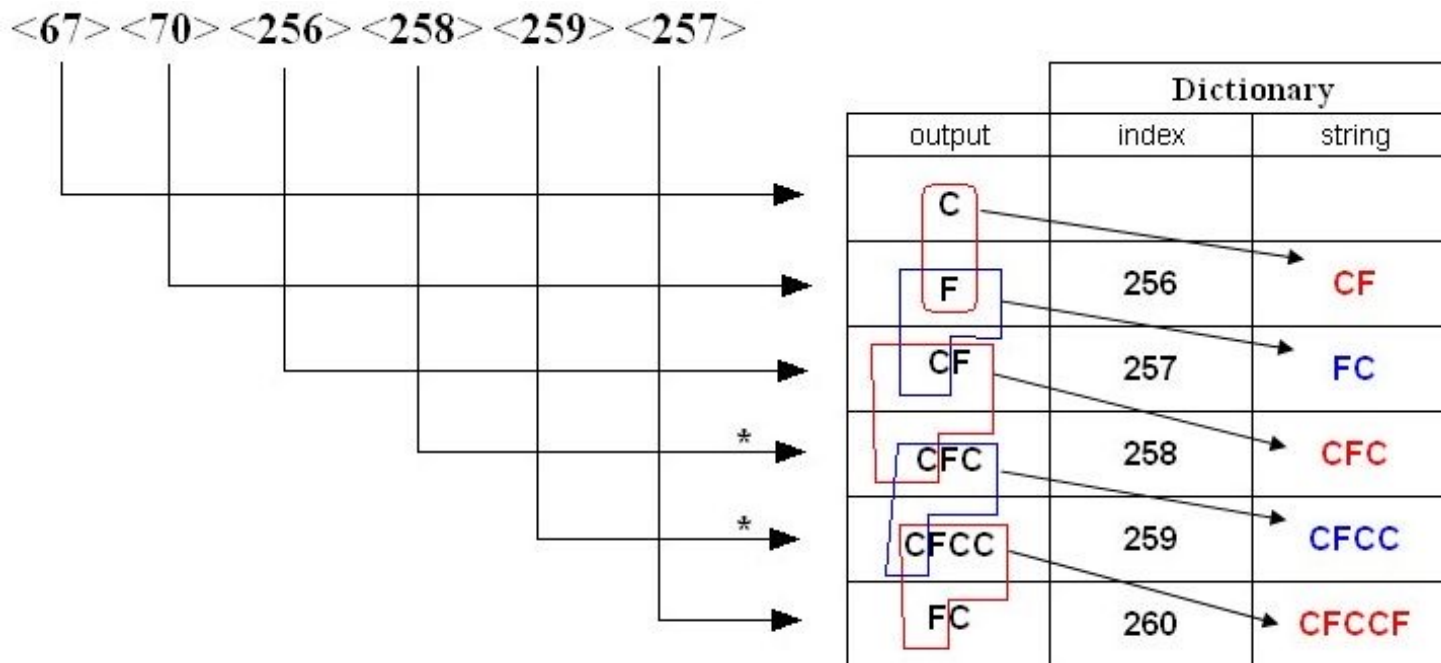 <67> <70> <256> <258> <259> <257>
Dictionary
output index string
C
F 256 CF
CF 257 FC
* CFC 258 CFC
* CFCC 259 CFCC
FC 260 CFCCF